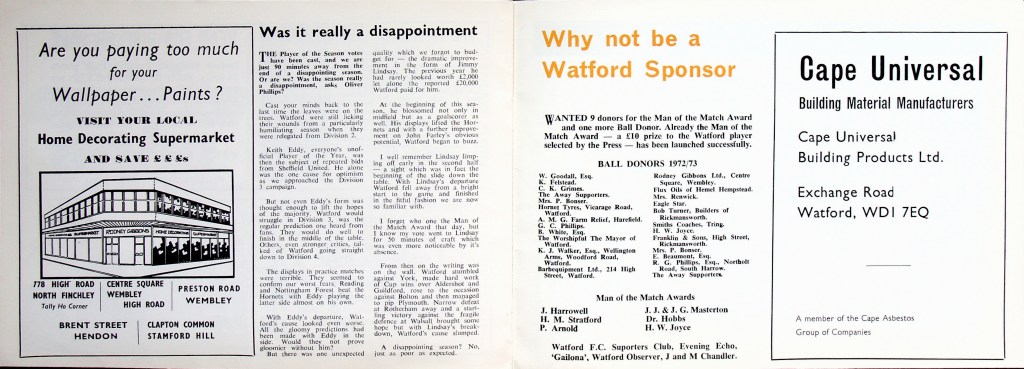 Are you paying too much
for your
Wallpaper...Paints?
VISIT YOUR LOCAL
Home Decorating Supermarket
AND SAVE £££s
RODNEY GIBBONS
HOME DECORATING
SUPERMARKET
778 HIGH ROAD
NORTH FINCHLEY
Tally Ho Corner
CENTRE SQUARE
WEMBLEY
HIGH ROAD
PRESTON ROAD
WEMBLEY
BRENT STREET
HENDON
CLAPTON COMMON
STAMFORD HILL
Was it really a disappointment
THE Player of the Season votes
have been cast, and we are
just 90 minutes away from the
end of a disappointing season.
Or are we? Was the season really
a disappointment, asks Oliver
Phillips?
Cast your minds back to the
last time the leaves were on the
trees. Watford were still licking
their wounds from a particularly
humiliating season when they
were relegated from Division 2.
Keith Eddy, everyone's unof-
ficial Player of the Year, was
then the subject of repeated bids
from Sheffield United. He alone
was the one cause for optimism
as we approached the Division
3 campaign.
But not even Eddy's form was
thought enough to lift the hopes
of the majority. Watford would
struggle in Division 3, was the
regular prediction one heard from
fans. They would do well to
finish in the middle of the table.
Others, even stronger critics, tal-
ked of Watford going straight
down to Division 4.
The displays in practice matches
were terrible. They seemed to
confirm our worst fears. Reading
and Nottingham Forest beat the
Hornets with Eddy playing the
latter side almost on his own.
With Eddy's departure, Wat-
ford's cause looked even worse.
All the gloomy predictions had
been made with Eddy in the
side. Would they not prove
gloomier without him?
But there was one unexpected
quality which we forgot to bud-
get for — the dramatic improve-
ment in the form of Jimmy
Lindsay. The previous year he
had rarely looked worth £2,000
let alone the reported £20,000
Watford paid for him.
At the beginning of this sea-
son, he blossomed not only in
midfield but as a goalscorer as
well. His displays lifted the Hor-
nets and with a further improve-
ment on John Farley's obvious
potential, Watford began to buzz.
I well remember Lindsay limp-
ing off early in the second half
— a sight which was in fact the
beginning of the slide down the
table. With Lindsay's departure
Watford fell away from a bright
start to the game and finished
in the fitful fashion we are now
so familiar with.
I forgot who the Man of
the Match Award that day, but
I know my vote went to Lindsay
for 50 minutes of craft which
was even more noticeable by it's
absence.
From then on the writing was
on the wall. Watford stumbled
against York, made hard work
of Cup wins over Aldershot and
Guildford, rose to the occasion
against Bolton and then managed
to pip Plymouth. Narrow defeat
at Rotherham away and a start-
ling victory against the fragile
defence at Walsall brought some
hope but with Lindsay's break-
down, Watford's cause slumped.
A disappointing season? No,
just as poor as expected.
Why not be a
Watford Sponsor
WANTED 9 donors for the Man of the Match Award
and one more Ball Donor. Already the Man of the
Match Award — a £10 prize to the Watford player
selected by the Press — has been launched successfully.
BALL DONORS 1972/73
W. Goodall, Esq.
K. Felstead.
C. K. Grimes.
The Away Supporters.
Mrs. P. Bonser.
Hornet Tyres, Vicarage Road,
Watford.
A. M. G. Farm Relief, Harefield.
G. C. Phillips.
B. White, Esq.
The Worshipful The Mayor of
Watford.
K. J. Walker, Esq., Wellington
Arms, Woodford Road,
Watford.
Barbequipment Ltd., 214 High
Street, Watford.
Rodney Gibbons Ltd., Centre
Square, Wembley.
Flux Oils of Hemel Hempstead.
Mrs. Renwick.
Eagle Star.
Bob Turner, Builders of
Rickmansworth.
Smiths Coaches, Tring.
H. W. Joyce.
Franklin & Sons, High Street,
Rickmansworth.
Mrs. P. Bonser.
E. Beaumont, Esq.
R. G. Phillips, Esq., Northolt
Road, South Harrow.
The Away Supporters.
Man of the Match Awards
J. Harrowell
H. M. Stratford
P. Arnold
J. J. & J. G. Masterton
Dr. Hobbs
H. W. Joyce
Watford F.C. Suporters Club, Evening Echo,
'Gailona', Watford Observer, J and M Chandler.
Cape Universal
Building Material Manufacturers
Cape Universal
Building Products Ltd.
Exchange Road
Watford, WD1 7EQ
A member of the Cape Asbestos
Group of Companies